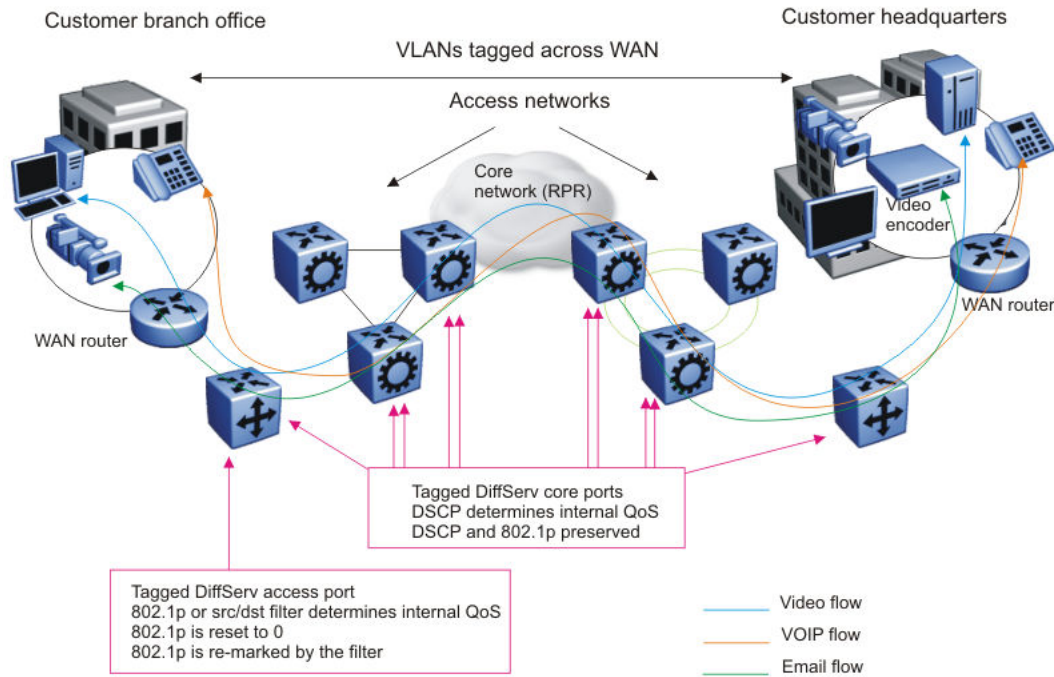 Customer branch office
Customer headquarters
VLANs tagged across WAN
Access networks
Core
network (RPR)
Video
encoder
WAN router
WAN router
Tagged DiffServ core ports
DSCP determines internal QoS
DSCP and 802.1p preserved
Tagged DiffServ access port
802.1p or src/dst filter determines internal QoS
802.1p is reset to 0
802.1p is re-marked by the filter
Video flow
VOIP flow
Email flow